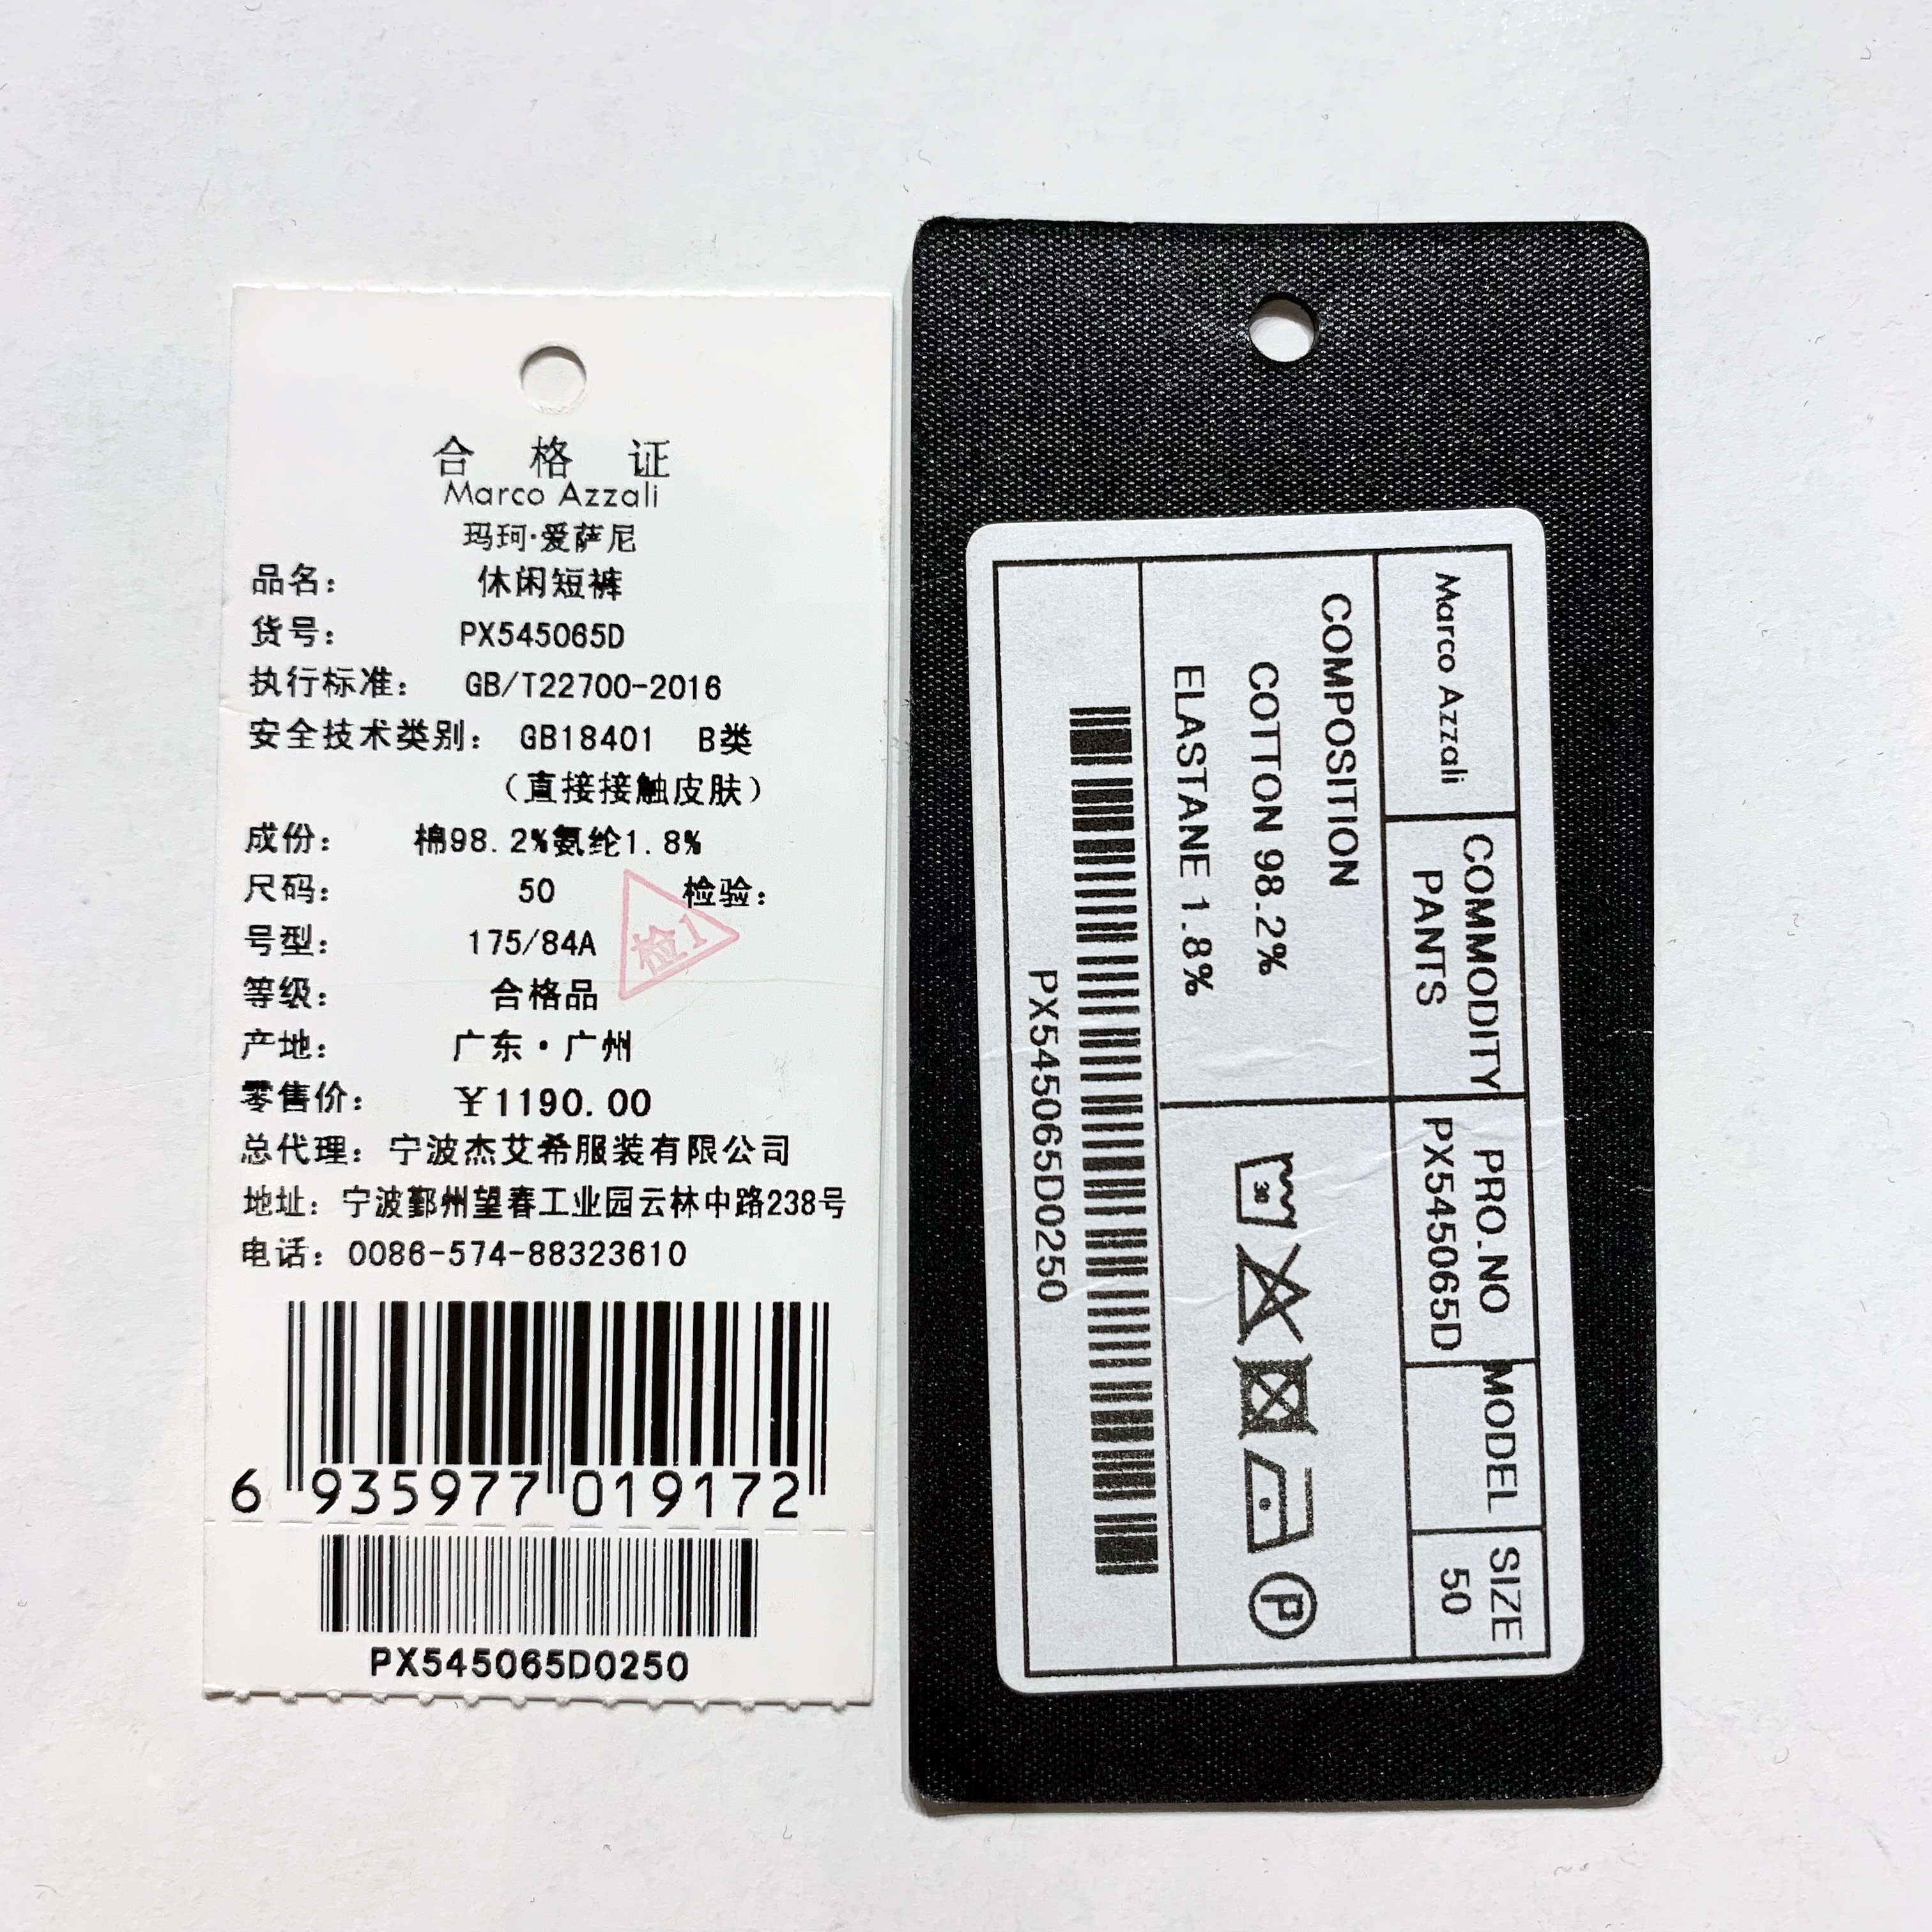 合 格 证
Marco Azzali
玛珂·爱萨尼
品名： 休闲短裤
货号： PX545065D
执行标准： GB/T22700-2016
安全技术类别： GB18401 B类
（直接接触皮肤）
成份： 棉98.2%氨纶1.8%
尺码： 50 检验：
号型： 175/84A
检1
等级： 合格品
产地： 广东·广州
零售价： ￥1190.00
总代理：宁波杰艾希服装有限公司
地址：宁波鄞州望春工业园云林中路238号
电话：0086-574-88323610
6 935977 019172
PX545065D0250
Marco Azzali
COMMODITY
PANTS
PRO.NO
PX545065D
MODEL
SIZE
50
COMPOSITION
COTTON 98.2%
ELASTANE 1.8%
30
P
PX545065D0250